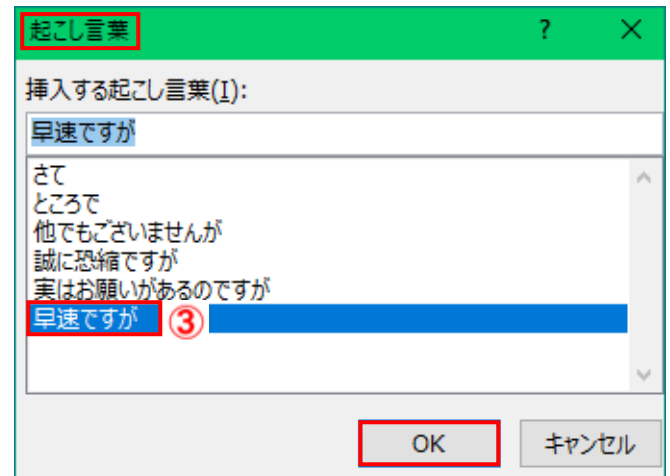 起こし言葉 ? ×
挿入する起こし言葉(I):
早速ですが
さて
ところで
他でもございませんが
誠に恐縮ですが
実はお願いがあるのですが
早速ですが ③
OK キャンセル